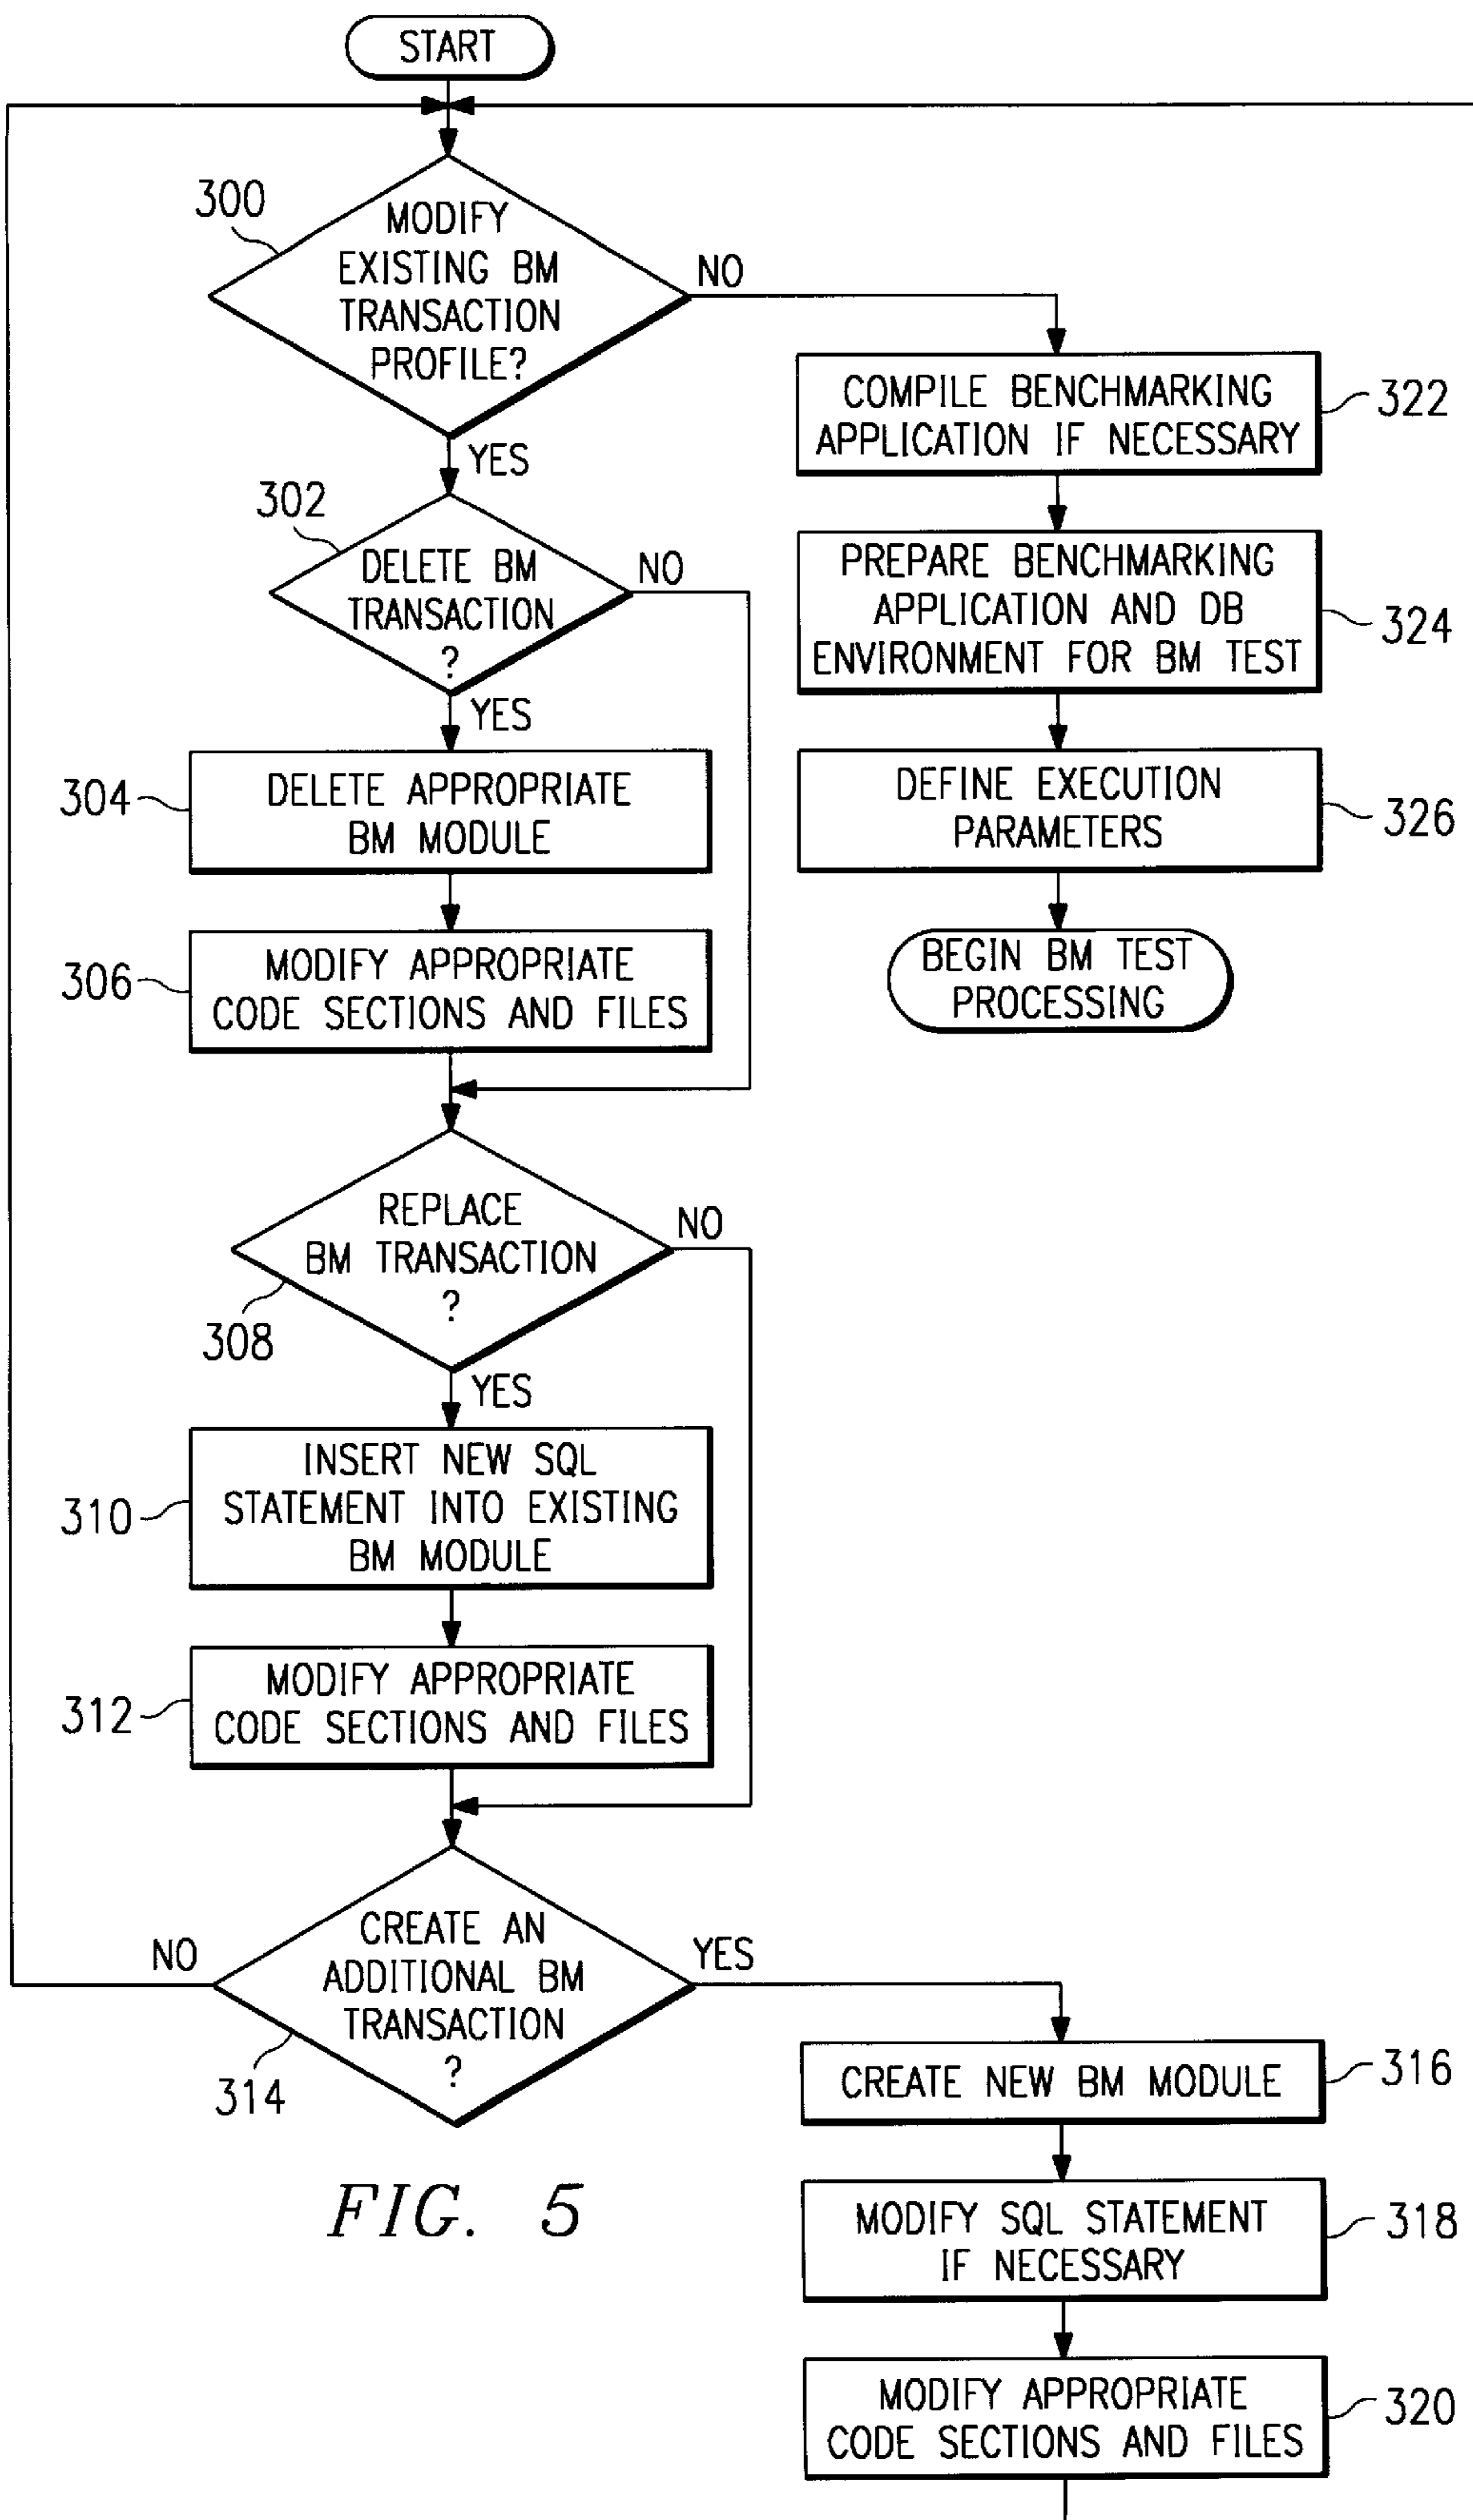 START
300
MODIFY
EXISTING BM
TRANSACTION
PROFILE?
NO
YES
302
DELETE BM
TRANSACTION
?
NO
YES
304
DELETE APPROPRIATE
BM MODULE
306
MODIFY APPROPRIATE
CODE SECTIONS AND FILES
308
REPLACE
BM TRANSACTION
?
NO
YES
310
INSERT NEW SQL
STATEMENT INTO EXISTING
BM MODULE
312
MODIFY APPROPRIATE
CODE SECTIONS AND FILES
314
CREATE AN
ADDITIONAL BM
TRANSACTION
?
NO
YES
COMPILE BENCHMARKING
APPLICATION IF NECESSARY
322
PREPARE BENCHMARKING
APPLICATION AND DB
ENVIRONMENT FOR BM TEST
324
DEFINE EXECUTION
PARAMETERS
326
BEGIN BM TEST
PROCESSING
CREATE NEW BM MODULE
316
MODIFY SQL STATEMENT
IF NECESSARY
318
MODIFY APPROPRIATE
CODE SECTIONS AND FILES
320
FIG. 5